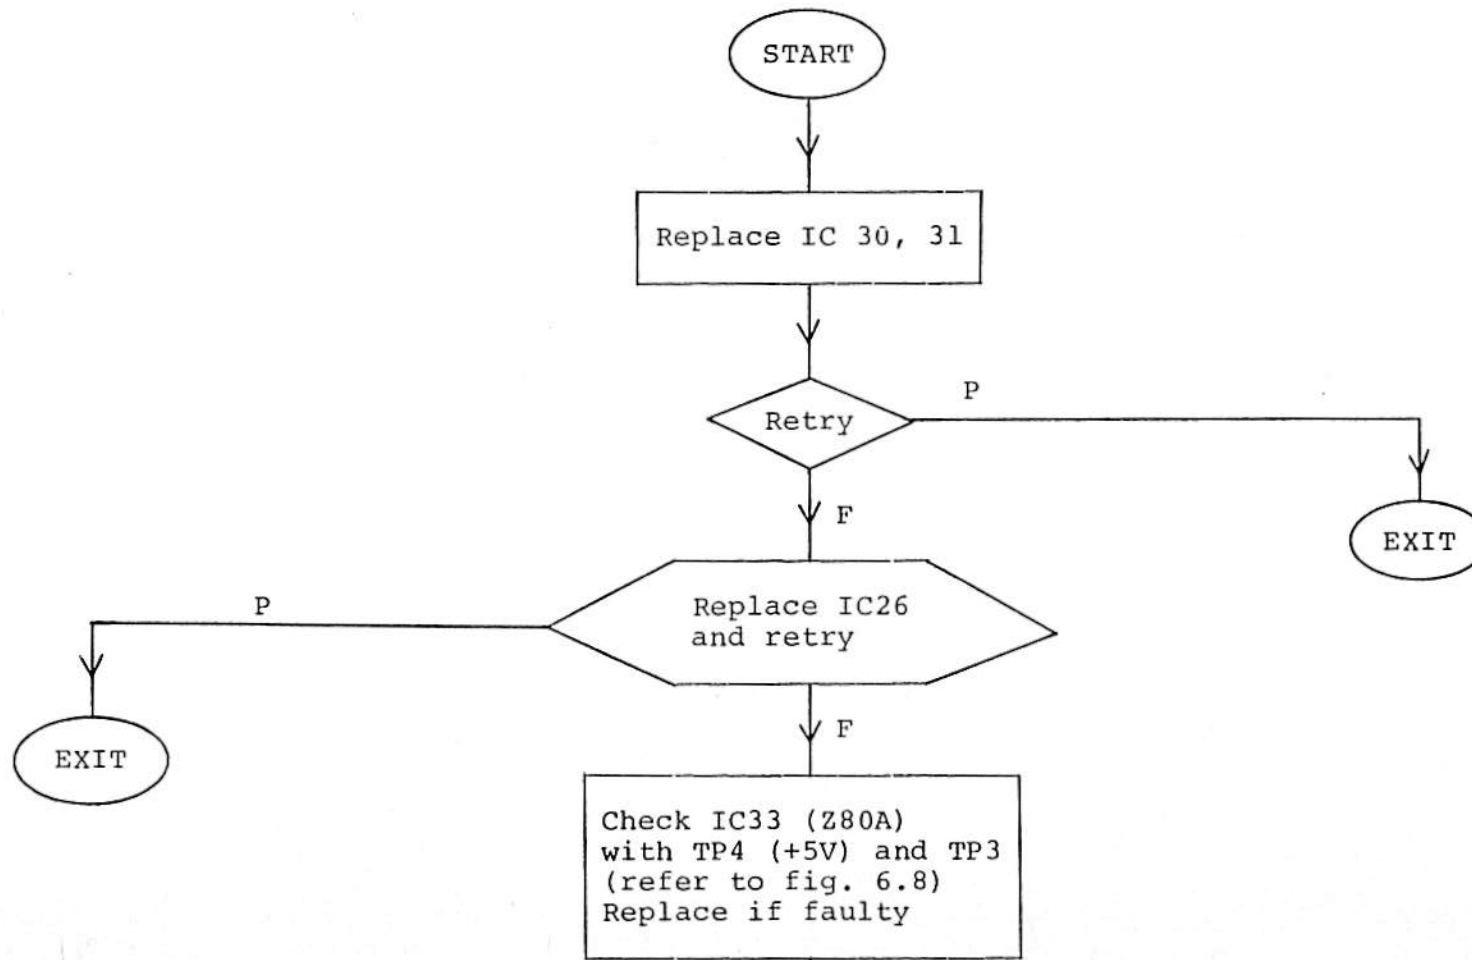 START
Replace IC 30, 31
P
Retry
F
EXIT
Replace IC26
and retry
P
F
EXIT
Check IC33 (Z80A)
with TP4 (+5V) and TP3
(refer to fig. 6.8)
Replace if faulty